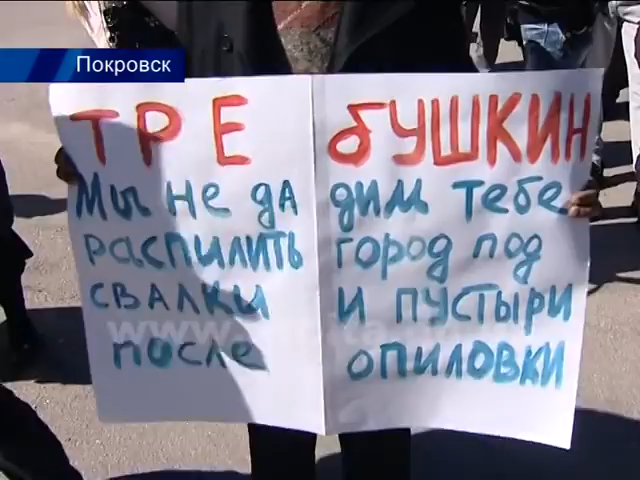 Покровск
ТРЕ БУШКИН
Мы не да дим тебе
РАСПИЛИТЬ ГОРОД ПОД
СВАЛКИ И ПУСТЫРИ
после ОПИЛОВКИ